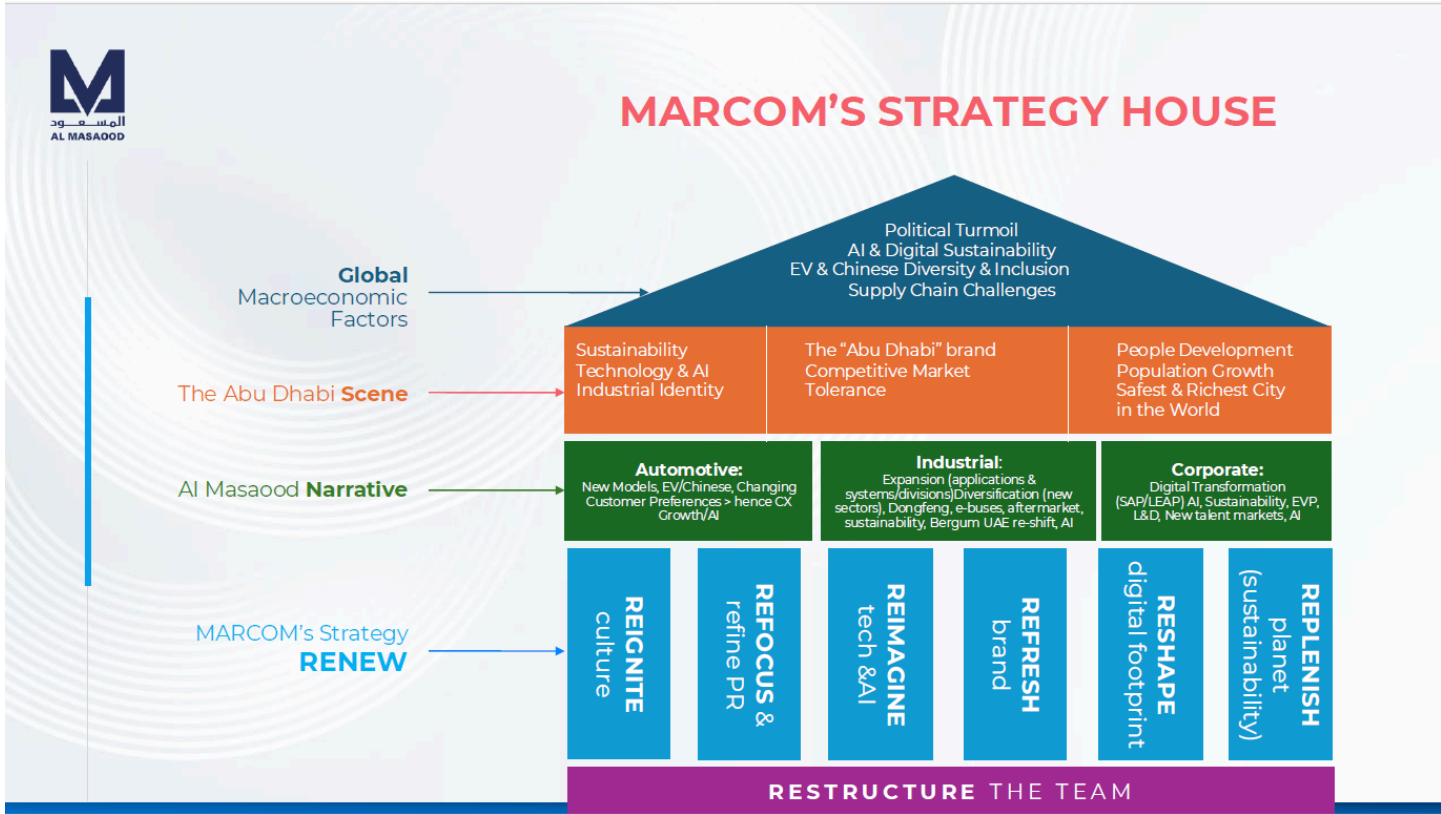 المسعود
AL MASAOOD
MARCOM'S STRATEGY HOUSE
Global
Macroeconomic
Factors
Political Turmoil
AI & Digital Sustainability
EV & Chinese Diversity & Inclusion
Supply Chain Challenges
The Abu Dhabi Scene
Sustainability
Technology & AI
Industrial Identity
The “Abu Dhabi” brand
Competitive Market
Tolerance
People Development
Population Growth
Safest & Richest City
in the World
Al Masaood Narrative
Automotive:
New Models, EV/Chinese, Changing
Customer Preferences > hence CX
Growth/AI
Industrial:
Expansion (applications &
systems/divisions)Diversification (new
sectors), Dongfeng, e-buses, aftermarket,
sustainability, Bergum UAE re-shift, AI
Corporate:
Digital Transformation
(SAP/LEAP) AI, Sustainability, EVP,
L&D, New talent markets, AI
MARCOM's Strategy
RENEW
REIGNITE
culture
REFOCUS &
refine PR
REIMAGINE
tech &AI
REFRESH
brand
RESHAPE
digital footprint
REPLENISH
planet
(sustainability)
RESTRUCTURE THE TEAM